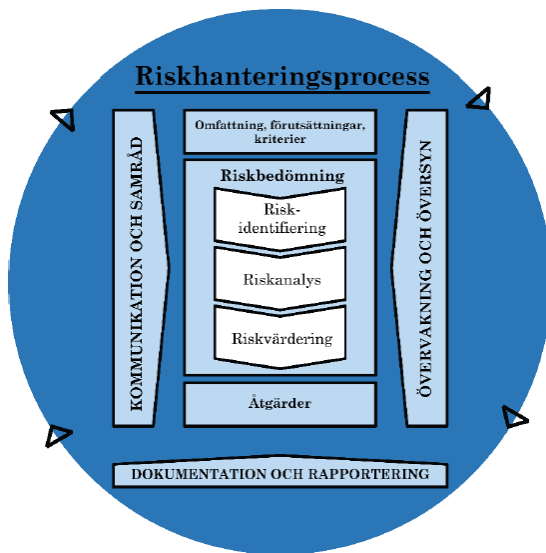 Riskhanteringsprocess
Omfattning, förutsättningar,
kriterier
Riskbedömning
Risk-
identifiering
Riskanalys
Riskvärdering
Åtgärder
KOMMUNIKATION OCH SAMRÅD
ÖVERVAKNING OCH ÖVERSYN
DOKUMENTATION OCH RAPPORTERING